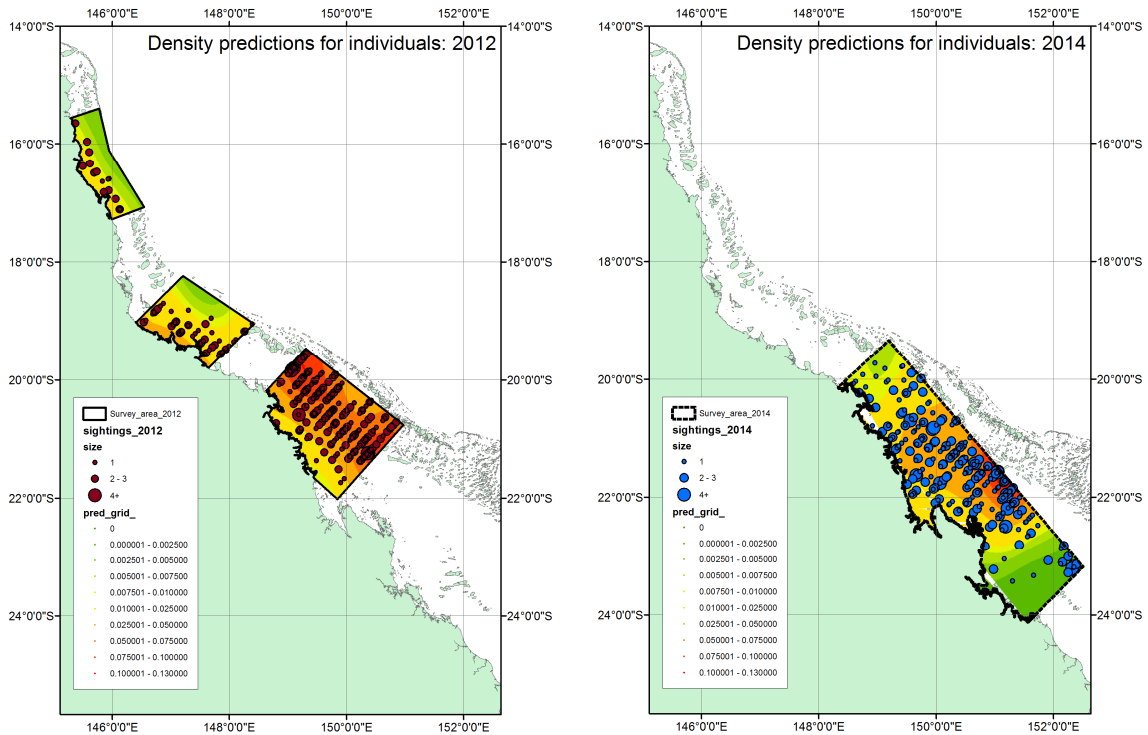 146°0'0"E 148°0'0"E 150°0'0"E 152°0'0"E
14°0'0"S
Density predictions for individuals: 2012
14°0'0"S
16°0'0"S
16°0'0"S
18°0'0"S
18°0'0"S
20°0'0"S
20°0'0"S
22°0'0"S
22°0'0"S
24°0'0"S
24°0'0"S
Survey_area_2012
sightings_2012
size
1
2 - 3
4+
pred_grid_
0
0.000001 - 0.002500
0.002501 - 0.005000
0.005001 - 0.007500
0.007501 - 0.010000
0.010001 - 0.025000
0.025001 - 0.050000
0.050001 - 0.075000
0.075001 - 0.100000
0.100001 - 0.130000
146°0'0"E 148°0'0"E 150°0'0"E 152°0'0"E
146°0'0"E 148°0'0"E 150°0'0"E 152°0'0"E
14°0'0"S
Density predictions for individuals: 2014
14°0'0"S
16°0'0"S
16°0'0"S
18°0'0"S
18°0'0"S
20°0'0"S
20°0'0"S
22°0'0"S
22°0'0"S
24°0'0"S
24°0'0"S
Survey_area_2014
sightings_2014
size
1
2 - 3
4+
pred_grid_
0
0.000001 - 0.002500
0.002501 - 0.005000
0.005001 - 0.007500
0.007501 - 0.010000
0.010001 - 0.025000
0.025001 - 0.050000
0.050001 - 0.075000
0.075001 - 0.100000
0.100001 - 0.130000
146°0'0"E 148°0'0"E 150°0'0"E 152°0'0"E